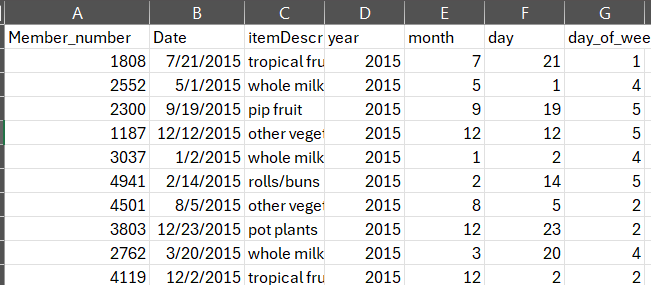 A B C D E F G
Member_number Date itemDescr year month day day_of_wee
1808 7/21/2015 tropical fru 2015 7 21 1
2552 5/1/2015 whole milk 2015 5 1 4
2300 9/19/2015 pip fruit 2015 9 19 5
1187 12/12/2015 other veget 2015 12 12 5
3037 1/2/2015 whole milk 2015 1 2 4
4941 2/14/2015 rolls/buns 2015 2 14 5
4501 8/5/2015 other veget 2015 8 5 2
3803 12/23/2015 pot plants 2015 12 23 2
2762 3/20/2015 whole milk 2015 3 20 4
4119 12/2/2015 tropical fru 2015 12 2 2